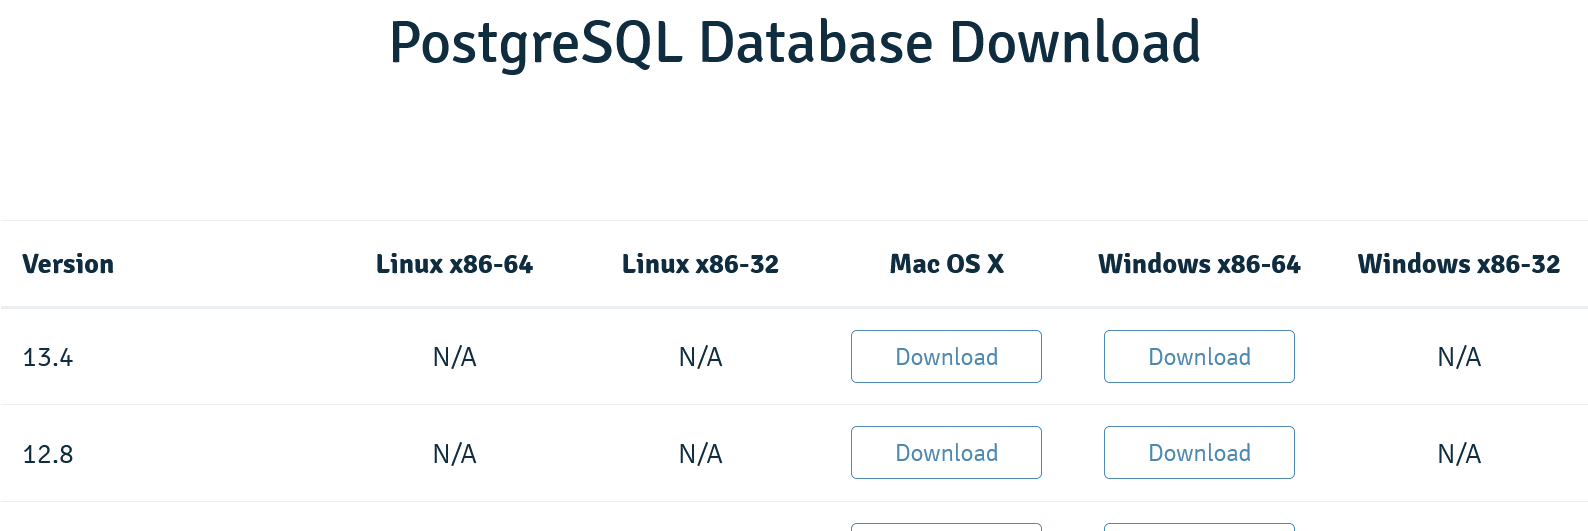 PostgreSQL Database Download
Version Linux x86-64 Linux x86-32 Mac OS X Windows x86-64 Windows x86-32
13.4 N/A N/A Download Download N/A
12.8 N/A N/A Download Download N/A